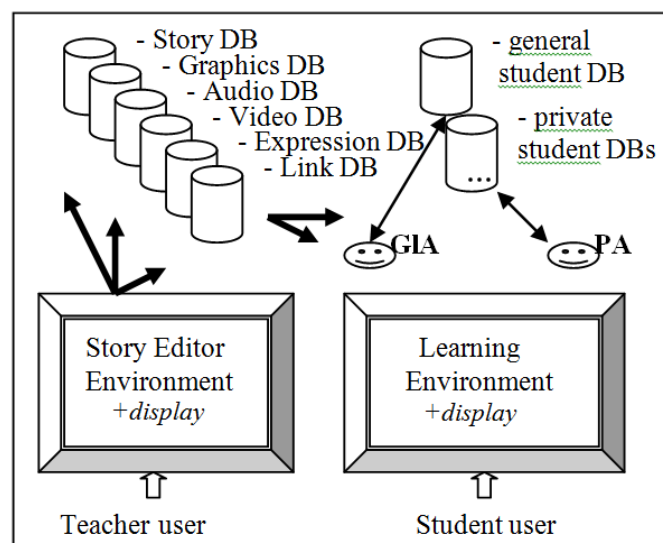 - Story DB
- Graphics DB
- Audio DB
- Video DB
- Expression DB
- Link DB
- general
student DB
- private
student DBs
...
GlA
PA
Story Editor
Environment
+display
Learning
Environment
+display
Teacher user
Student user